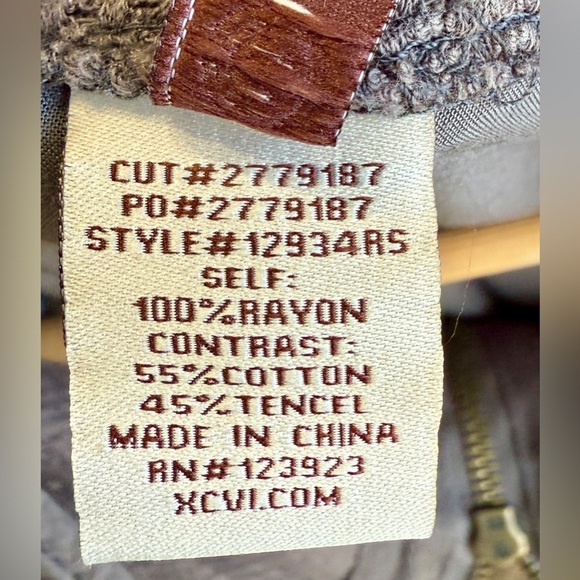 CUT#2779187
PO#2779187
STYLE#12934RS
SELF:
100%RAYON
CONTRAST:
55%COTTON
45%TENCEL
MADE IN CHINA
RN#123923
XCVI.COM